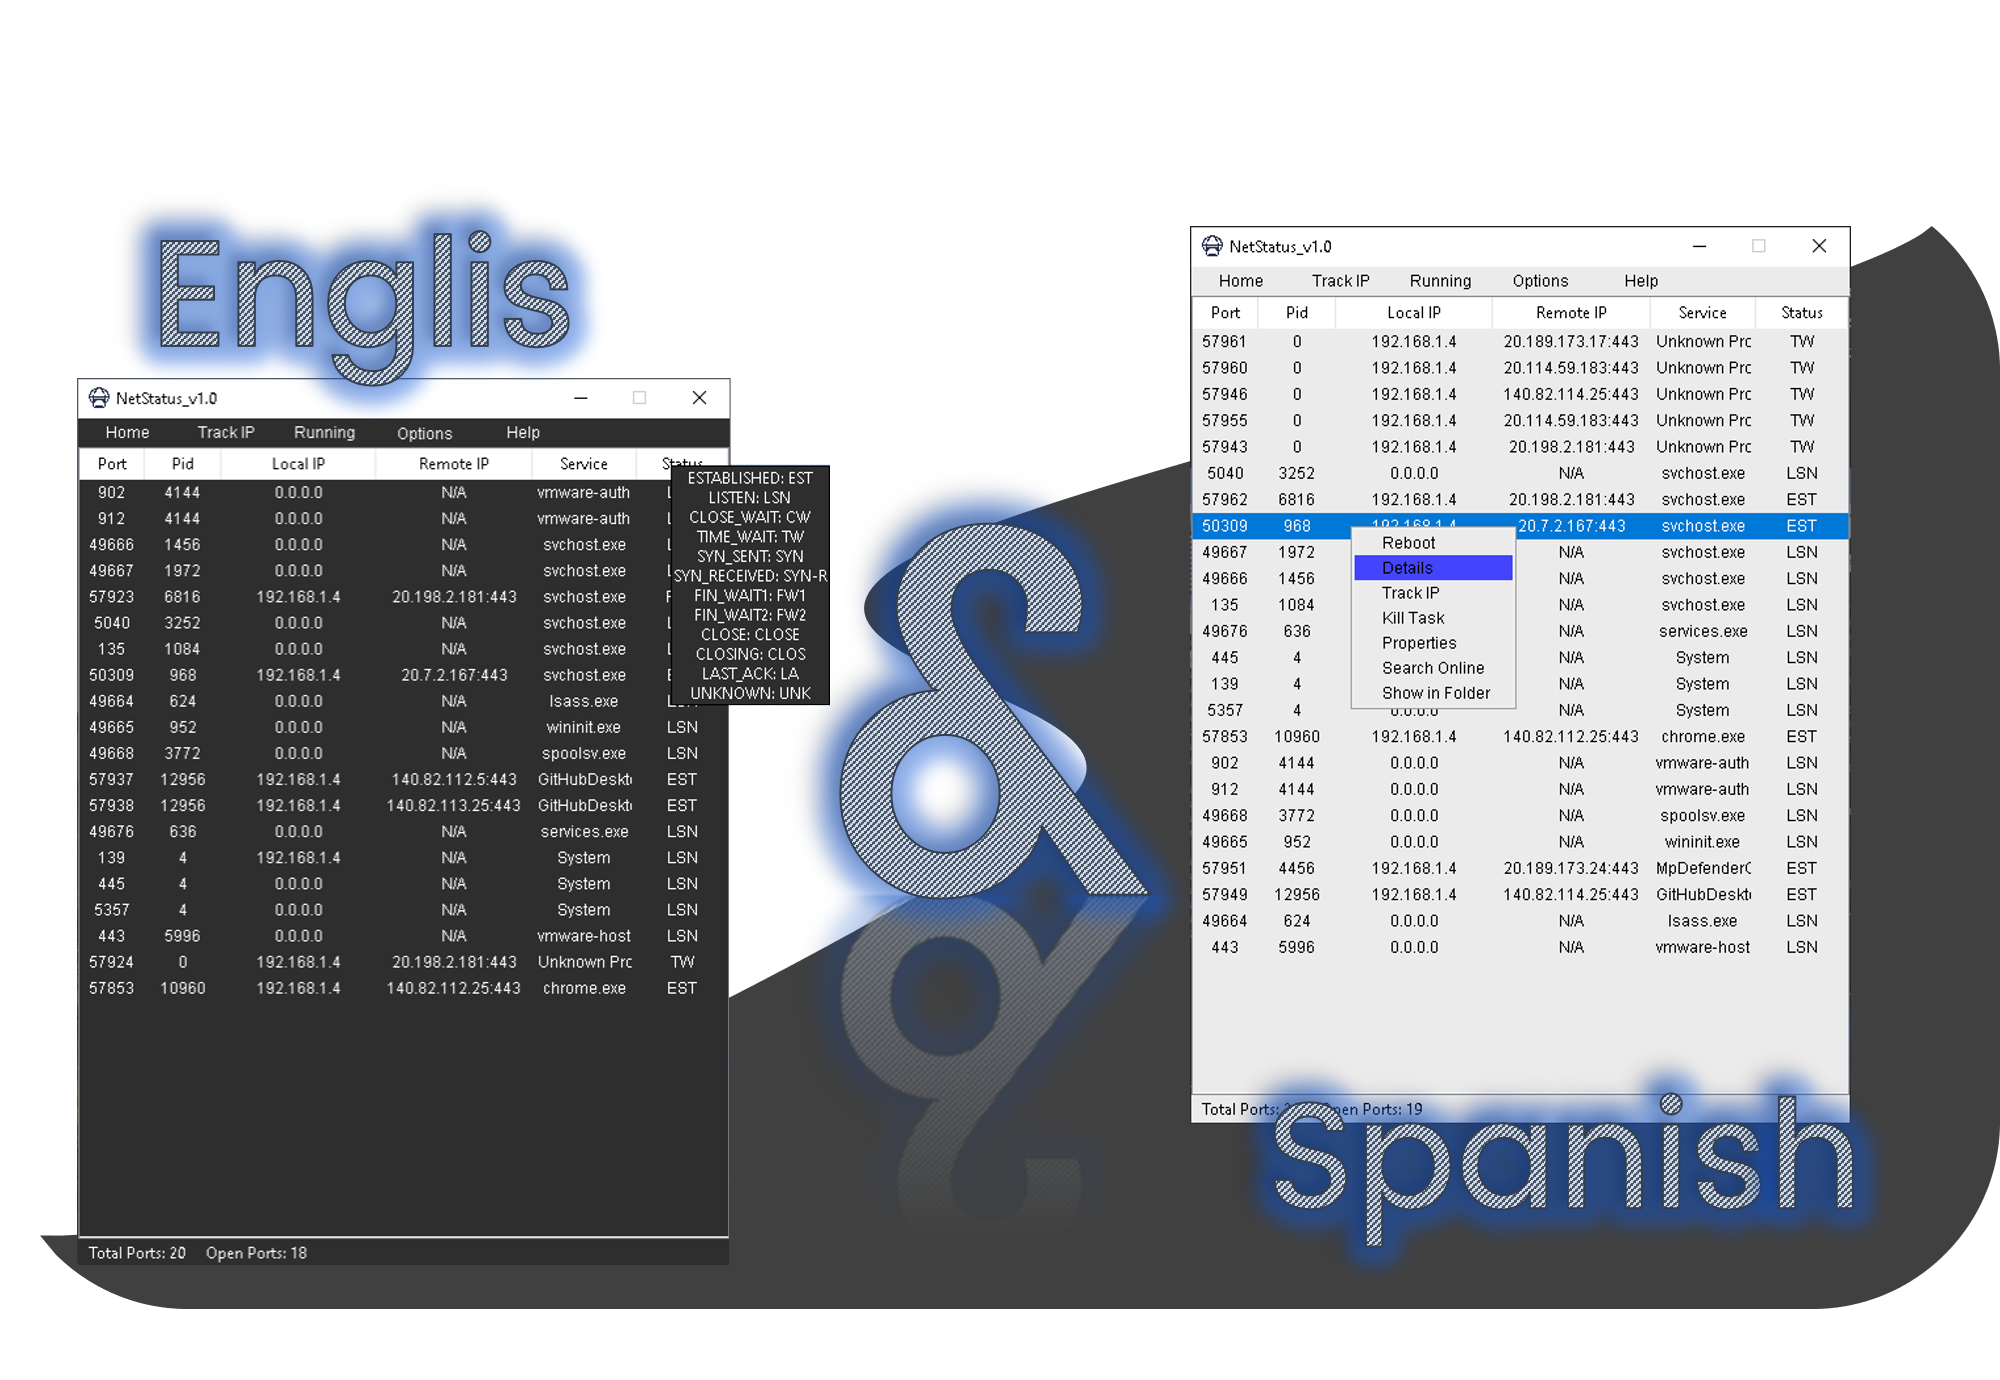 Englis
NetStatus_v1.0
Home Track IP Running Options Help
Port Pid Local IP Remote IP Service Status
902 4144 0.0.0.0 N/A vmware-auth
912 4144 0.0.0.0 N/A vmware-auth
49666 1456 0.0.0.0 N/A svchost.exe
49667 1972 0.0.0.0 N/A svchost.exe
57923 6816 192.168.1.4 20.198.2.181:443 svchost.exe
5040 3252 0.0.0.0 N/A svchost.exe
135 1084 0.0.0.0 N/A svchost.exe
50309 968 192.168.1.4 20.7.2.167:443 svchost.exe
49664 624 0.0.0.0 N/A lsass.exe LSN
49665 952 0.0.0.0 N/A wininit.exe LSN
49668 3772 0.0.0.0 N/A spoolsv.exe LSN
57937 12956 192.168.1.4 140.82.112.5:443 GitHubDeskt EST
57938 12956 192.168.1.4 140.82.113.25:443 GitHubDeskt EST
49676 636 0.0.0.0 N/A services.exe LSN
139 4 192.168.1.4 N/A System LSN
445 4 0.0.0.0 N/A System LSN
5357 4 0.0.0.0 N/A System LSN
443 5996 0.0.0.0 N/A vmware-host LSN
57924 0 192.168.1.4 20.198.2.181:443 Unknown Prc TW
57853 10960 192.168.1.4 140.82.112.25:443 chrome.exe EST
Total Ports: 20 Open Ports: 18
ESTABLISHED: EST
LISTEN: LSN
CLOSE_WAIT: CW
TIME_WAIT: TW
SYN_SENT: SYN
SYN_RECEIVED: SYN-R
FIN_WAIT1: FW1
FIN_WAIT2: FW2
CLOSE: CLOSE
CLOSING: CLOS
LAST_ACK: LA
UNKNOWN: UNK
&
NetStatus_v1.0
Home Track IP Running Options Help
Port Pid Local IP Remote IP Service Status
57961 0 192.168.1.4 20.189.173.17:443 Unknown Prc TW
57960 0 192.168.1.4 20.114.59.183:443 Unknown Prc TW
57946 0 192.168.1.4 140.82.114.25:443 Unknown Prc TW
57955 0 192.168.1.4 20.114.59.183:443 Unknown Prc TW
57943 0 192.168.1.4 20.198.2.181:443 Unknown Prc TW
5040 3252 0.0.0.0 N/A svchost.exe LSN
57962 6816 192.168.1.4 20.198.2.181:443 svchost.exe EST
50309 968 192.168.1.4 20.7.2.167:443 svchost.exe EST
49667 1972 N/A svchost.exe LSN
49666 1456 N/A svchost.exe LSN
135 1084 N/A svchost.exe LSN
49676 636 N/A services.exe LSN
445 4 N/A System LSN
139 4 N/A System LSN
5357 4 0.0.0.0 N/A System LSN
57853 10960 192.168.1.4 140.82.112.25:443 chrome.exe EST
902 4144 0.0.0.0 N/A vmware-auth LSN
912 4144 0.0.0.0 N/A vmware-auth LSN
49668 3772 0.0.0.0 N/A spoolsv.exe LSN
49665 952 0.0.0.0 N/A wininit.exe LSN
57951 4456 192.168.1.4 20.189.173.24:443 MpDefenderC EST
57949 12956 192.168.1.4 140.82.114.25:443 GitHubDeskt EST
49664 624 0.0.0.0 N/A lsass.exe LSN
443 5996 0.0.0.0 N/A vmware-host LSN
Reboot
Details
Track IP
Kill Task
Properties
Search Online
Show in Folder
Total Ports: Open Ports: 19
Spanish